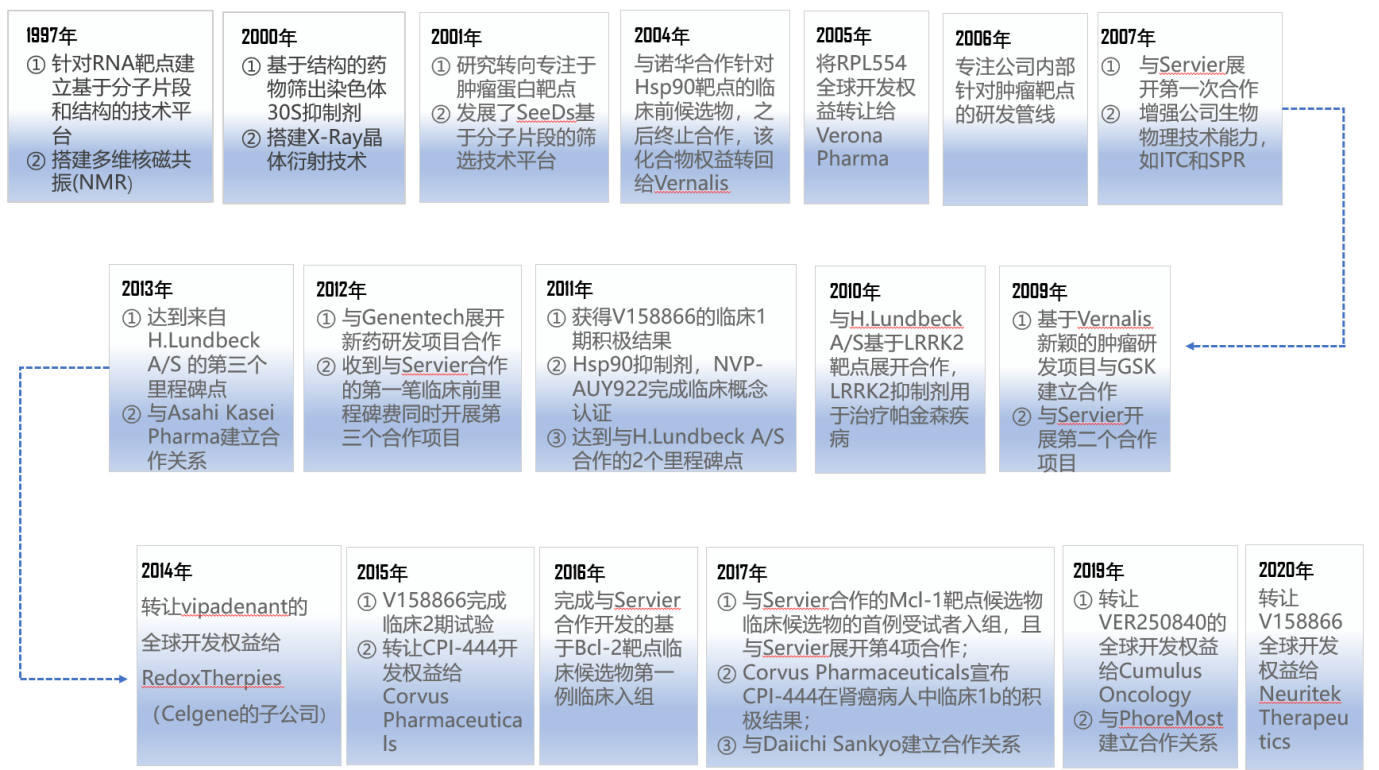 1997年
① 针对RNA靶点建
立基于分子片段
和结构的技术平
台
② 搭建多维核磁共
振(NMR)
2000年
① 基于结构的药
物筛出染色体
30S抑制剂
② 搭建X-Ray晶
体衍射技术
2001年
① 研究转向专注于
肿瘤蛋白靶点
② 发展了SeeDs基
于分子片段的筛
选技术平台
2004年
与诺华合作针对
Hsp90靶点的临
床前候选物，之
后终止合作，该
化合物权益转回
给Vernalis
2005年
将RPL554
全球开发权
益转让给
Verona
Pharma
2006年
专注公司内部
针对肿瘤靶点
的研发管线
2007年
① 与Servier展
开第一次合作
② 增强公司生物
物理技术能力，
如ITC和SPR
2013年
① 达到来自
H.Lundbeck
A/S 的第三个
里程碑点
② 与Asahi Kasei
Pharma建立合
作关系
2012年
① 与Genentech展开
新药研发项目合作
② 收到与Servier合作
的第一笔临床前里
程碑费同时开展第
三个合作项目
2011年
① 获得V158866的临床1
期积极结果
② Hsp90抑制剂，NVP-
AUY922完成临床概念
认证
③ 达到与H.Lundbeck A/S
合作的2个里程碑点
2010年
与H.Lundbeck
A/S基于LRRK2
靶点展开合作，
LRRK2抑制剂用
于治疗帕金森疾
病
2009年
① 基于Vernalis
新颖的肿瘤研
发项目与GSK
建立合作
② 与Servier开
展第二个合作
项目
2014年
转让vipadenant的
全球开发权益给
RedoxTherpies
（Celgene的子公司）
2015年
① V158866完成
临床2期试验
② 转让CPI-444开
发权益给
Corvus
Pharmaceutica
ls
2016年
完成与Servier
合作开发的基
于Bcl-2靶点临
床候选物第一
例临床入组
2017年
① 与Servier合作的Mcl-1靶点候选物
临床候选物的首例受试者入组，且
与Servier展开第4项合作；
② Corvus Pharmaceuticals宣布
CPI-444在肾癌病人中临床1b的积
极结果；
③ 与Daiichi Sankyo建立合作关系
2019年
① 转让
VER250840的
全球开发权益
给Cumulus
Oncology
② 与PhoreMost
建立合作关系
2020年
转让
V158866
全球开发
权益给
Neuritek
Therapeu
tics